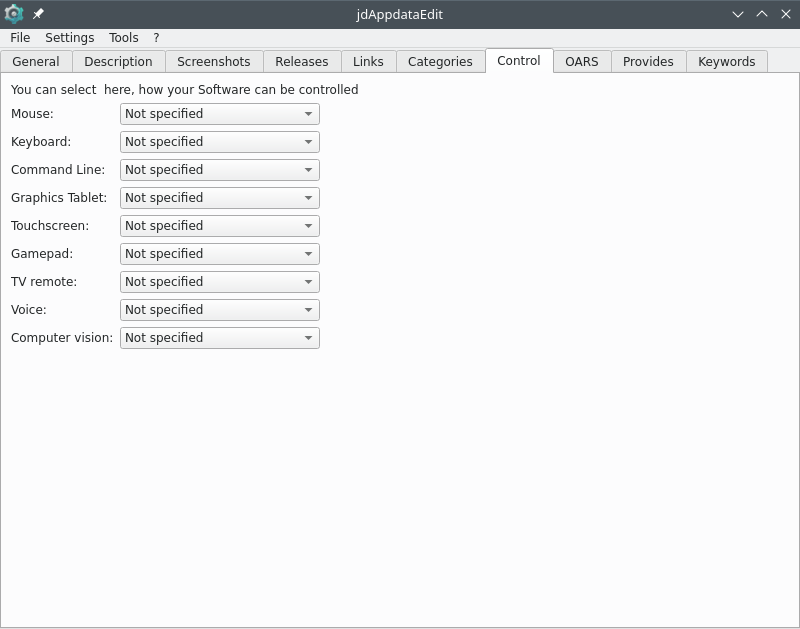 jdAppdataEdit
File Settings Tools ?
General Description Screenshots Releases Links Categories Control OARS Provides Keywords
You can select  here, how your Software can be controlled
Mouse: Not specified
Keyboard: Not specified
Command Line: Not specified
Graphics Tablet: Not specified
Touchscreen: Not specified
Gamepad: Not specified
TV remote: Not specified
Voice: Not specified
Computer vision: Not specified